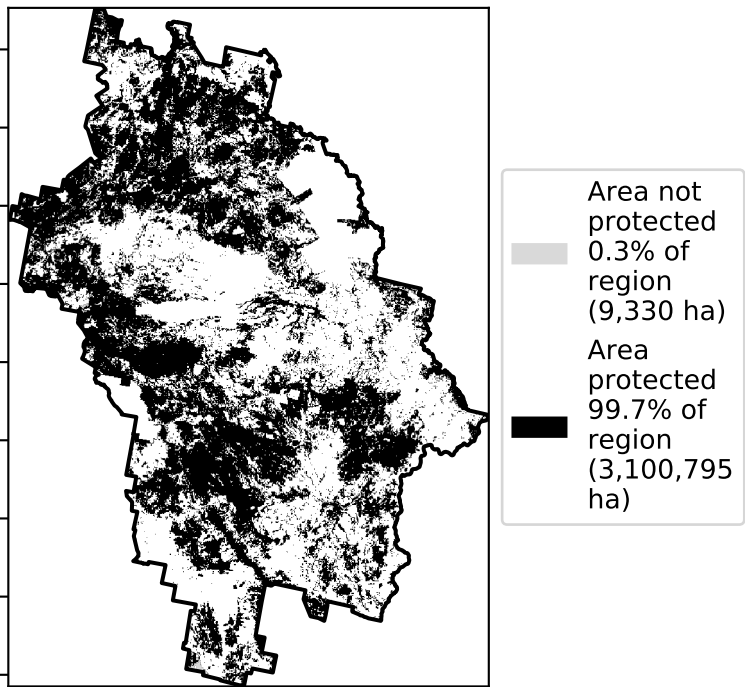 Area not
protected
0.3% of
region
(9,330 ha)
Area
protected
99.7% of
region
(3,100,795
ha)